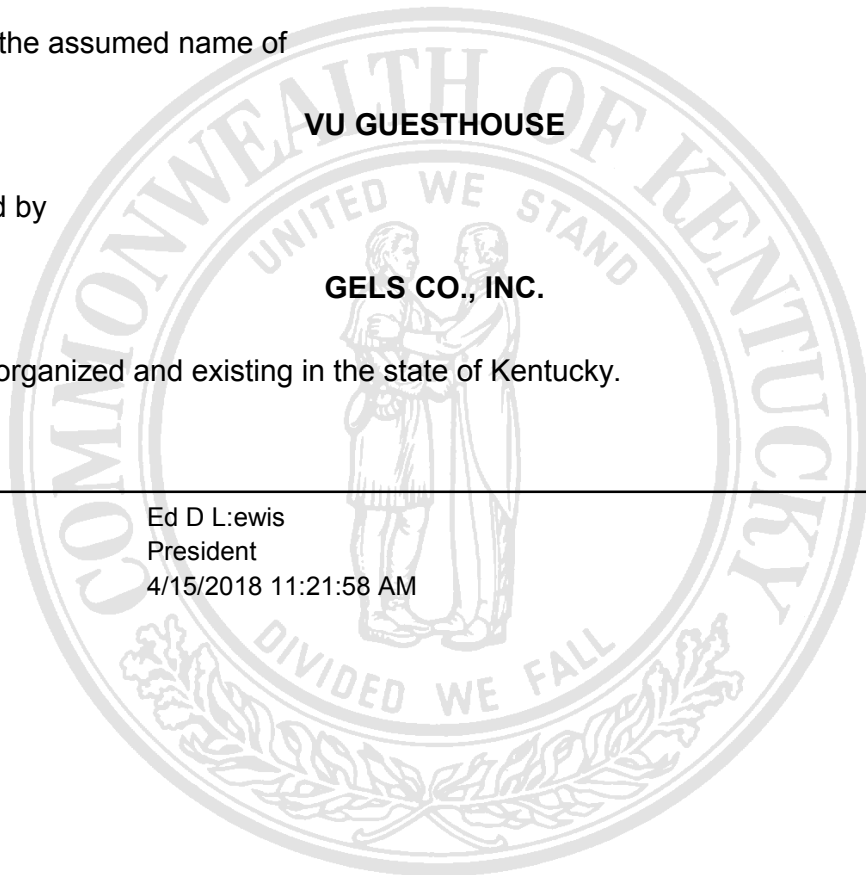 the assumed name of
VU GUESTHOUSE
d by
GELS CO., INC.
organized and existing in the state of Kentucky.
Ed D L:ewis
President
4/15/2018 11:21:58 AM
COMMONWEALTH OF KENTUCKY
UNITED WE STAND
DIVIDED WE FALL